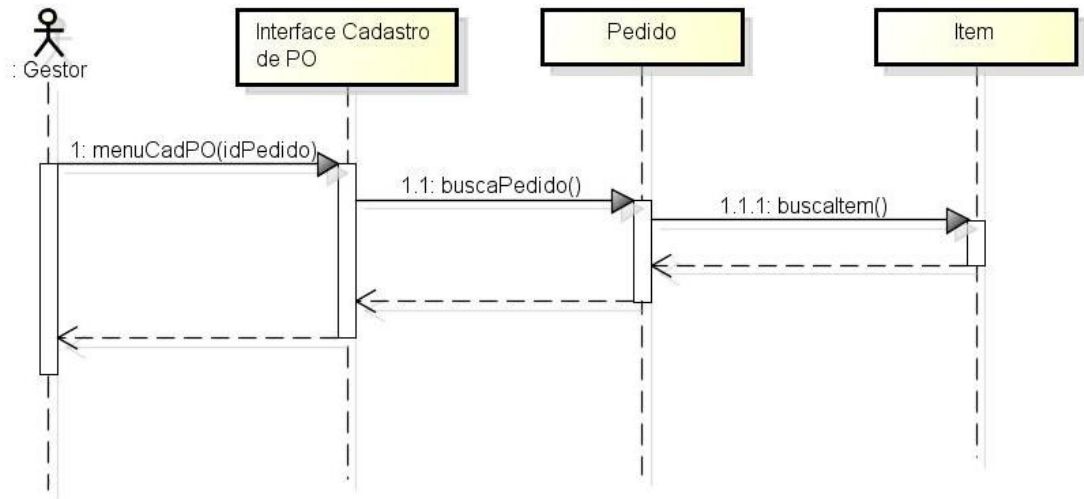 : Gestor
Interface Cadastro
de PO
Pedido
Item
1: menuCadPO(idPedido)
1.1: buscaPedido()
1.1.1: buscaItem()